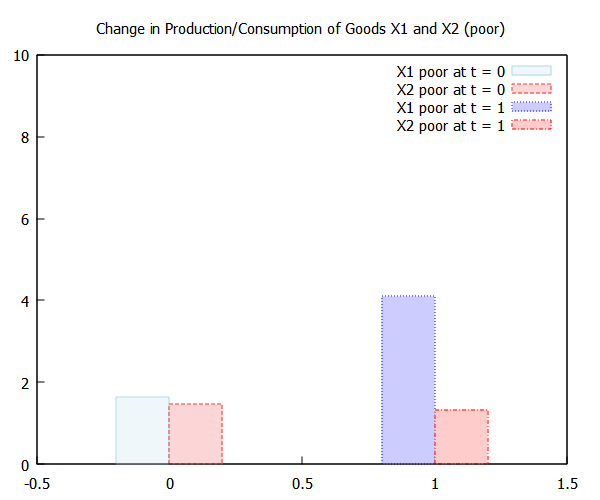 Change in Production/Consumption of Goods X1 and X2 (poor)
10
8
6
4
2
0
X1 poor at t = 0
X2 poor at t = 0
X1 poor at t = 1
X2 poor at t = 1
-0.5 0 0.5 1 1.5